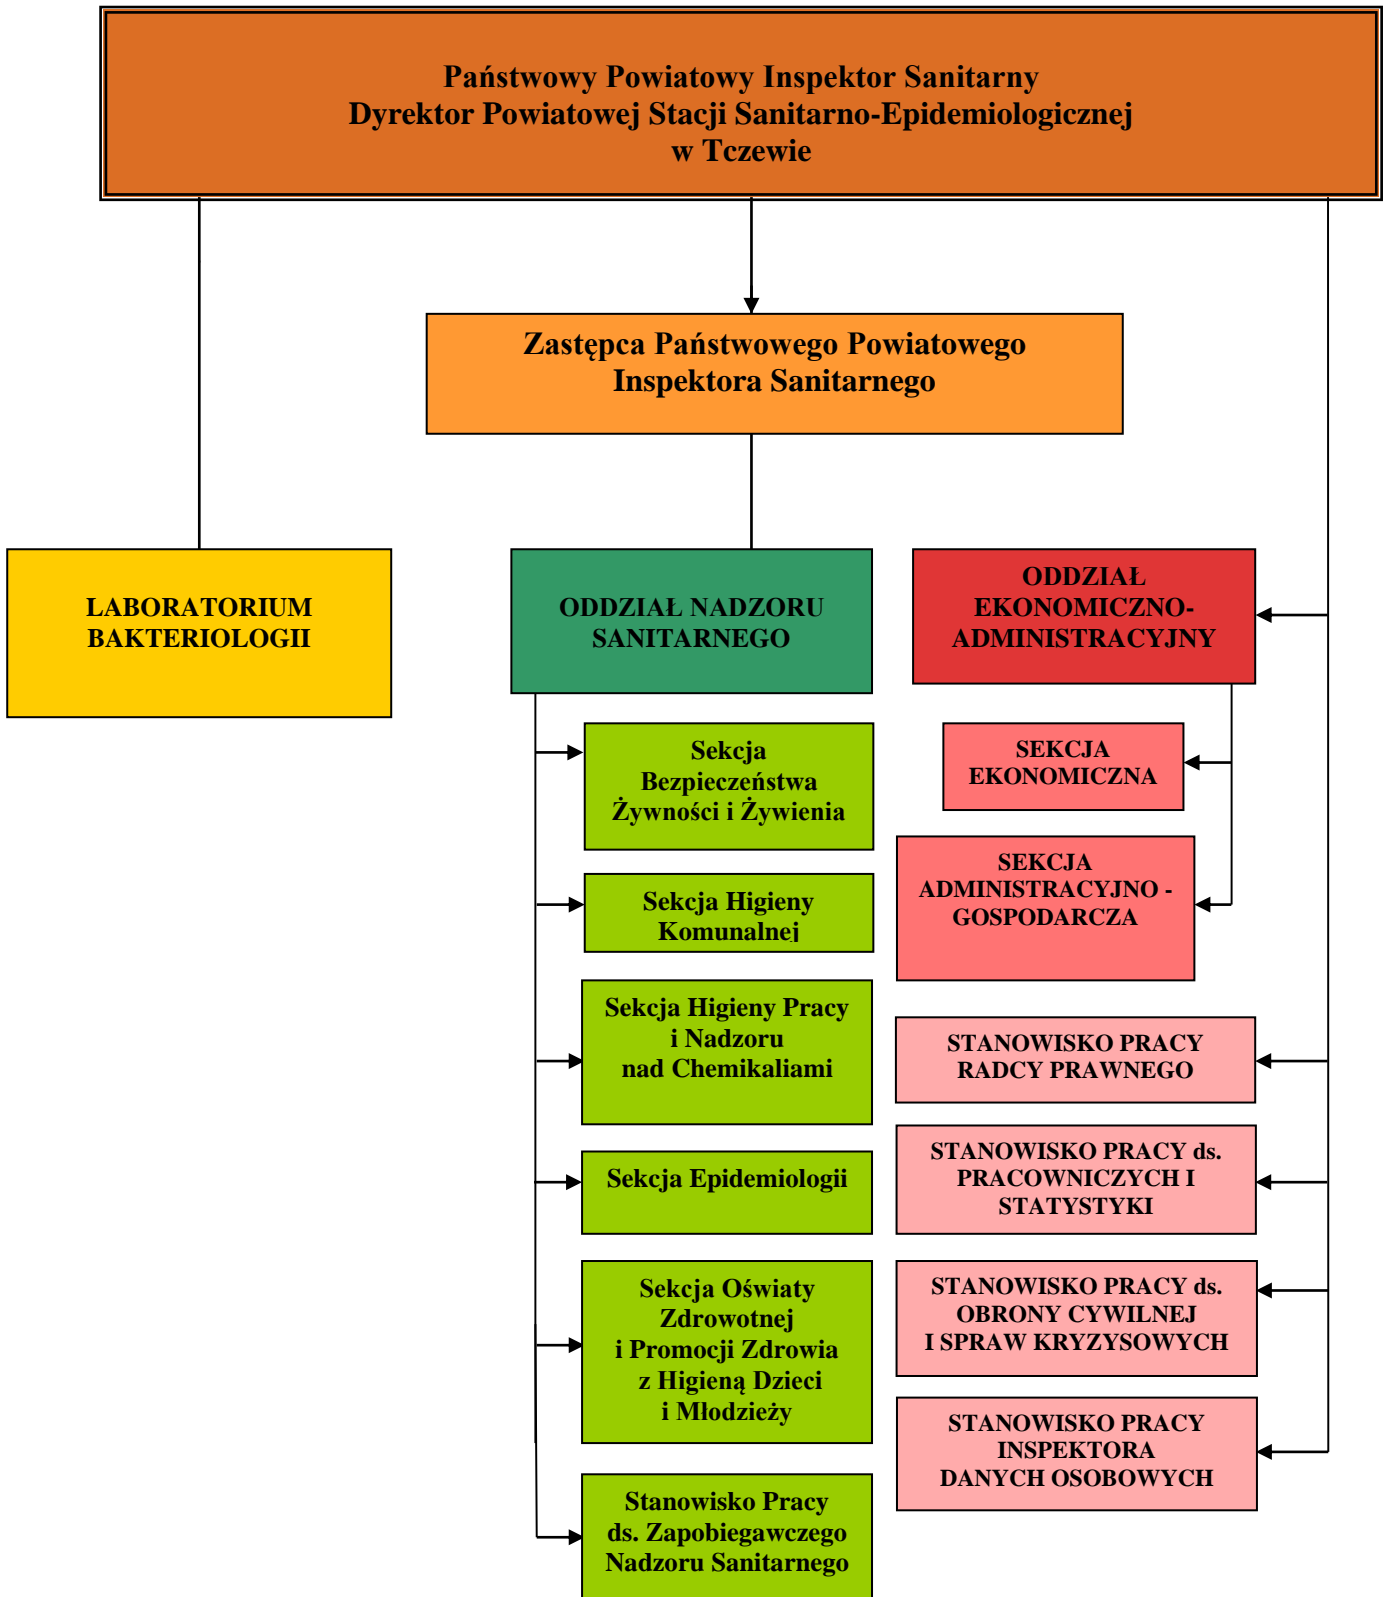 Państwowy Powiatowy Inspektor Sanitarny
Dyrektor Powiatowej Stacji Sanitarno-Epidemiologicznej
w Tczewie
Zastępca Państwowego Powiatowego
Inspektora Sanitarnego
LABORATORIUM
BAKTERIOLOGII
ODDZIAŁ NADZORU
SANITARNEGO
Sekcja
Bezpieczeństwa
Żywności i Żywienia
Sekcja Higieny
Komunalnej
Sekcja Higieny Pracy
i Nadzoru
nad Chemikaliami
Sekcja Epidemiologii
Sekcja Oświaty
Zdrowotnej
i Promocji Zdrowia
z Higieną Dzieci
i Młodzieży
Stanowisko Pracy
ds. Zapobiegawczego
Nadzoru Sanitarnego
ODDZIAŁ
EKONOMICZNO-
ADMINISTRACYJNY
SEKCJA
EKONOMICZNA
SEKCJA
ADMINISTRACYJNO -
GOSPODARCZA
STANOWISKO PRACY
RADCY PRAWNEGO
STANOWISKO PRACY ds.
PRACOWNICZYCH I
STATYSTYKI
STANOWISKO PRACY ds.
OBRONY CYWILNEJ
I SPRAW KRYZYSOWYCH
STANOWISKO PRACY
INSPEKTORA
DANYCH OSOBOWYCH